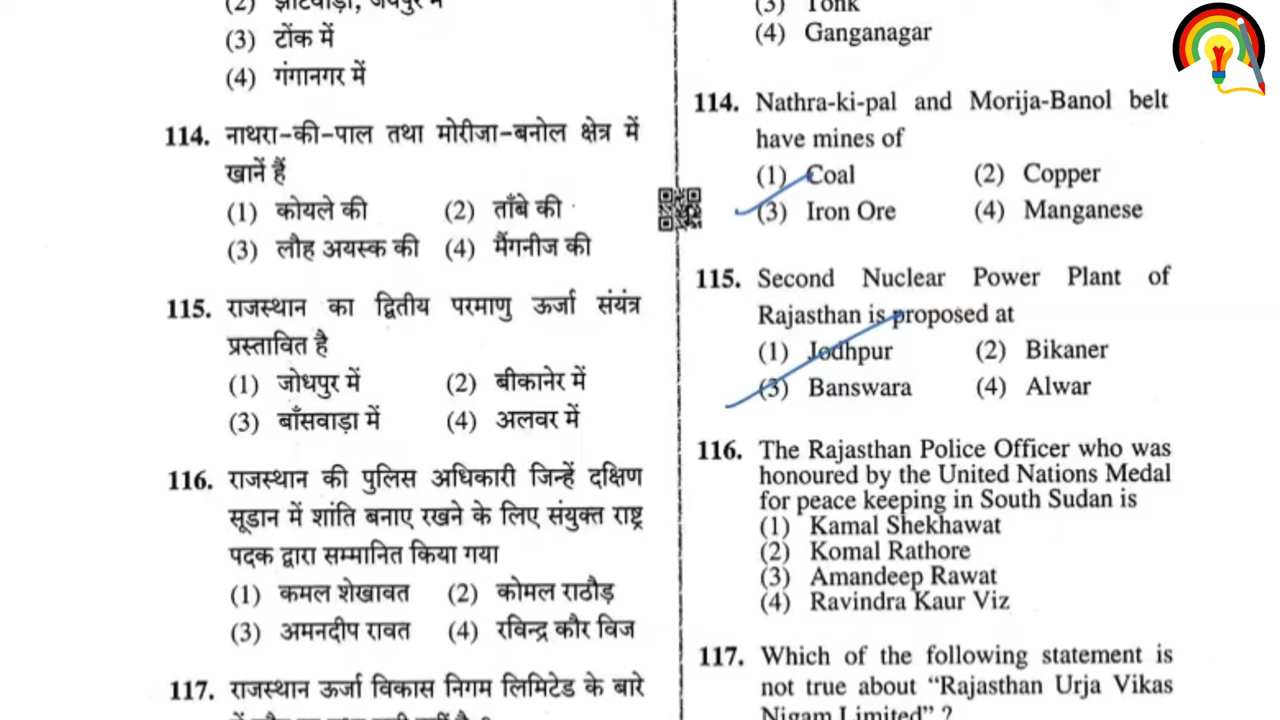 (2) झोटवाड़ा, जयपुर में
(3) टोंक में
(4) गंगानगर में
114. नाथरा-की-पाल तथा मोरीजा-बनोल क्षेत्र में
खानें हैं
(1) कोयले की (2) ताँबे की
(3) लौह अयस्क की (4) मैंगनीज की
115. राजस्थान का द्वितीय परमाणु ऊर्जा संयंत्र
प्रस्तावित है
(1) जोधपुर में (2) बीकानेर में
(3) बाँसवाड़ा में (4) अलवर में
116. राजस्थान की पुलिस अधिकारी जिन्हें दक्षिण
सूडान में शांति बनाए रखने के लिए संयुक्त राष्ट्र
पदक द्वारा सम्मानित किया गया
(1) कमल शेखावत (2) कोमल राठौड़
(3) अमनदीप रावत (4) रविन्द्र कौर विज
117. राजस्थान ऊर्जा विकास निगम लिमिटेड के बारे
(3) Tonk
(4) Ganganagar
114. Nathra-ki-pal and Morija-Banol belt
have mines of
(1) Coal (2) Copper
(3) Iron Ore (4) Manganese
115. Second Nuclear Power Plant of
Rajasthan is proposed at
(1) Jodhpur (2) Bikaner
(3) Banswara (4) Alwar
116. The Rajasthan Police Officer who was
honoured by the United Nations Medal
for peace keeping in South Sudan is
(1) Kamal Shekhawat
(2) Komal Rathore
(3) Amandeep Rawat
(4) Ravindra Kaur Viz
117. Which of the following statement is
not true about “Rajasthan Urja Vikas
Nigam Limited” ?